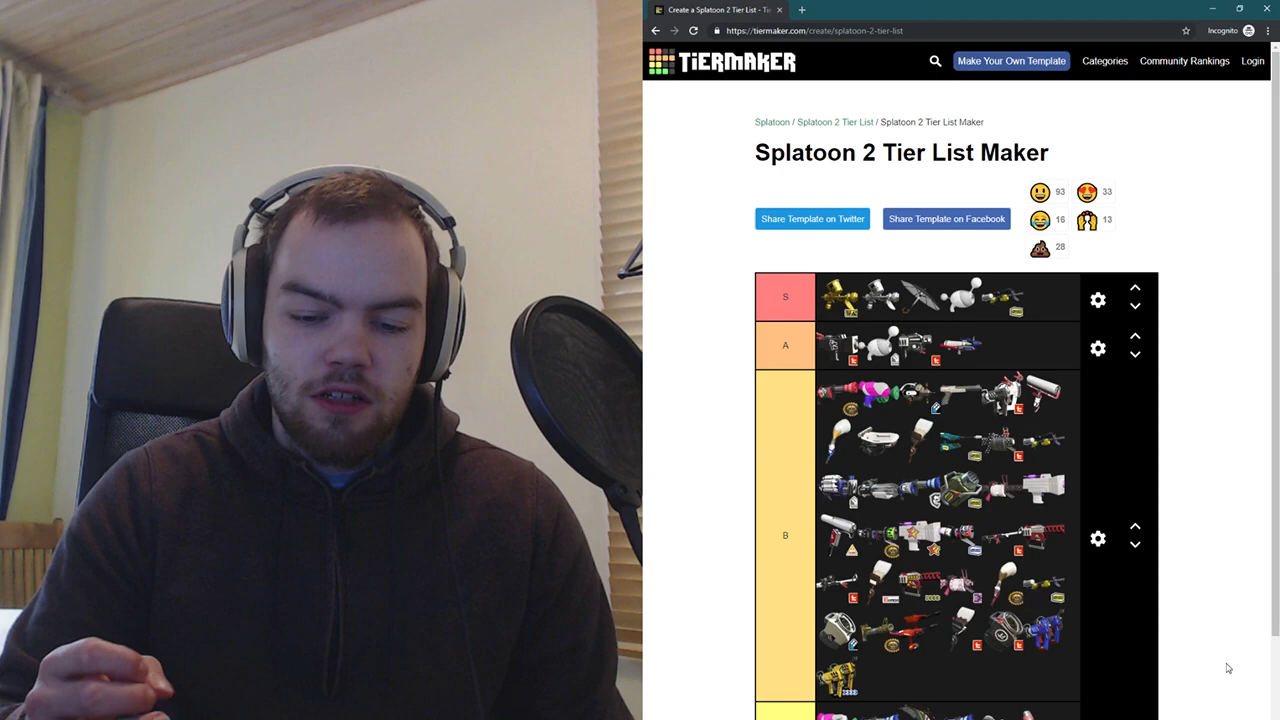 Create a Splatoon 2 Tier List - Tie
https://tiermaker.com/create/splatoon-2-tier-list
Incognito
TiERMAKER
Make Your Own Template
Categories
Community Rankings
Login
Splatoon / Splatoon 2 Tier List / Splatoon 2 Tier List Maker
Splatoon 2 Tier List Maker
93
33
Share Template on Twitter
Share Template on Facebook
16
13
28
S
A
B